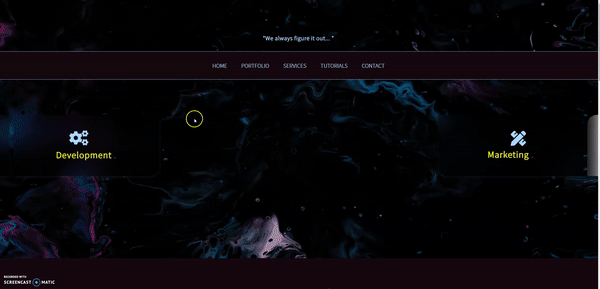 "We always figure it out... "
HOME PORTFOLIO SERVICES TUTORIALS CONTACT
Development
Marketing
RECORDED WITH
SCREENCAST MATIC